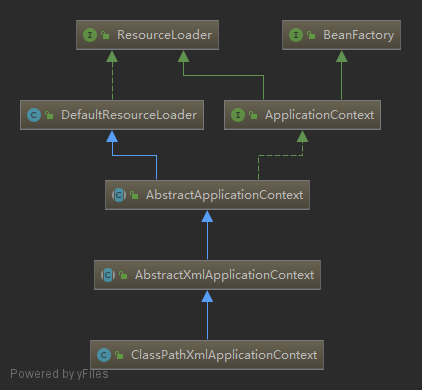 ResourceLoader
BeanFactory
DefaultResourceLoader
ApplicationContext
AbstractApplicationContext
AbstractXmlApplicationContext
ClassPathXmlApplicationContext
Powered by yFiles